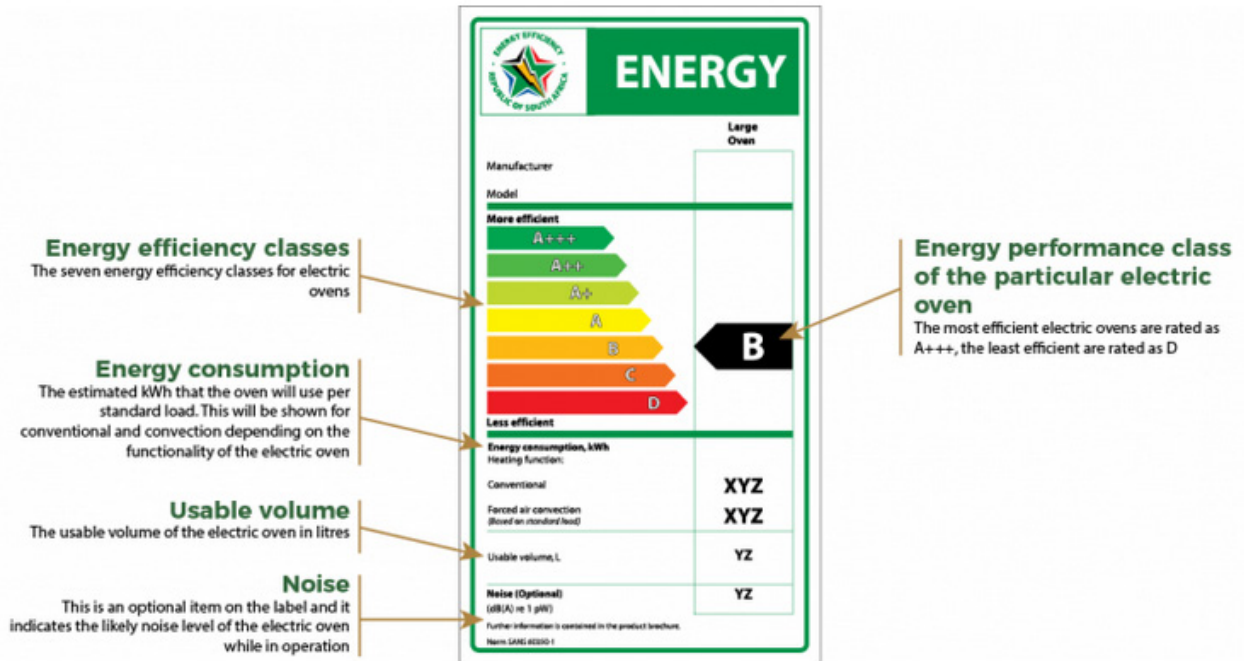 ENERGY EFFICIENCY
REPUBLIC OF SOUTH AFRICA
ENERGY
Large
Oven
Manufacturer
Model
More efficient
A+++
A++
A+
A
B
C
D
B
Less efficient
Energy consumption, kWh
Heating function:
Conventional
XYZ
Forced air convection
(Based on standard load)
XYZ
Usable volume, L
YZ
Noise (Optional)
(dB(A) re 1 pW)
YZ
Further information is contained in the product brochure.
Norm SANS 60350-1
Energy efficiency classes
The seven energy efficiency classes for electric
ovens
Energy consumption
The estimated kWh that the oven will use per
standard load. This will be shown for
conventional and convection depending on the
functionality of the electric oven
Usable volume
The usable volume of the electric oven in litres
Noise
This is an optional item on the label and it
indicates the likely noise level of the electric oven
while in operation
Energy performance class
of the particular electric
oven
The most efficient electric ovens are rated as
A+++, the least efficient are rated as D